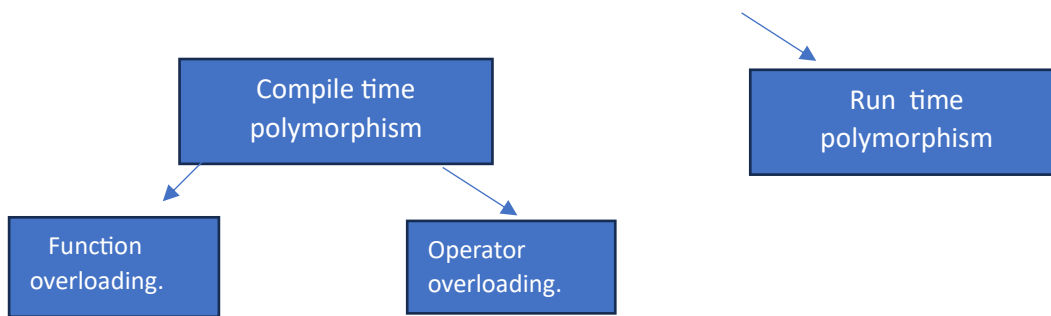 Compile time
polymorphism
Run time
polymorphism
Function
overloading.
Operator
overloading.